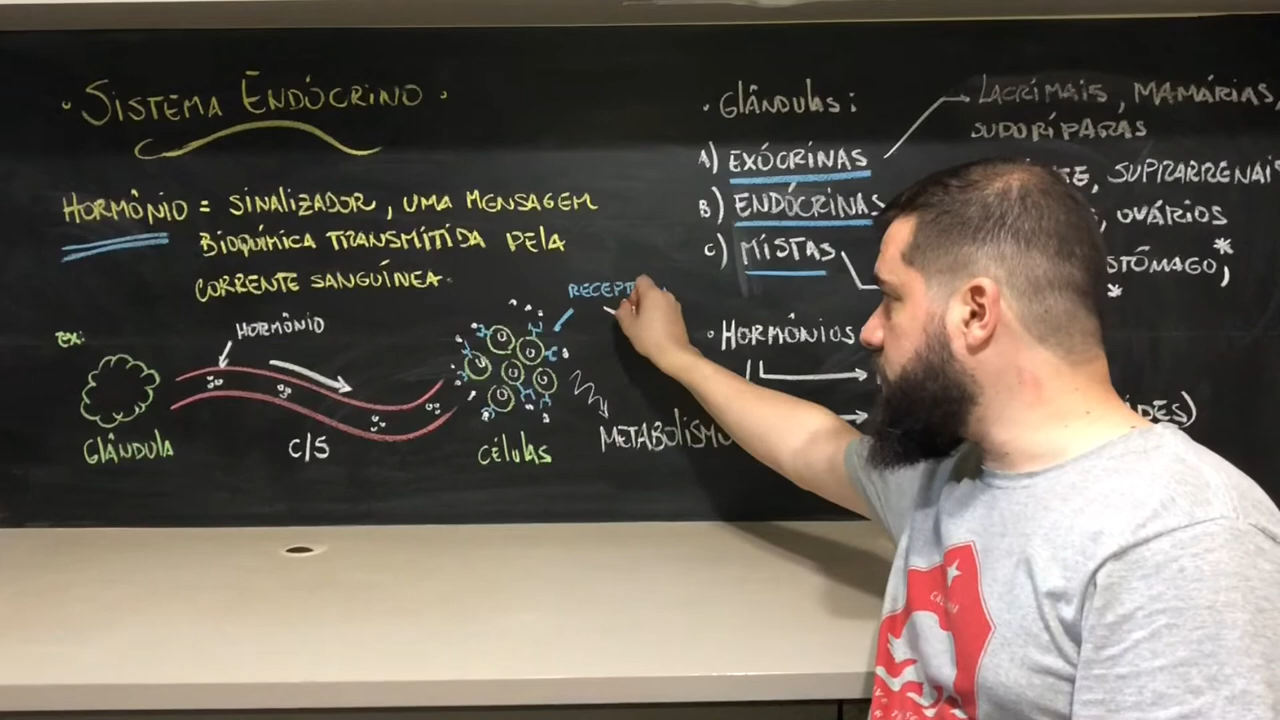 · SISTEMA ENDÓCRINO ·
HORMÔNIO = SINALIZADOR, UMA MENSAGEM
BIOQUÍMICA TRANSMITIDA PELA
CORRENTE SANGUÍNEA.
EX:
HORMÔNIO
GLÂNDULA
C/S
CÉLULAS
METABOLISMO
· GLÂNDULAS:
LACRIMAIS, MAMÁRIAS,
SUDORÍPARAS
A) EXÓCRINAS
B) ENDÓCRINAS
SUPRARRENAIS
OVÁRIOS
C) MISTAS
*
*
· HORMÔNIOS